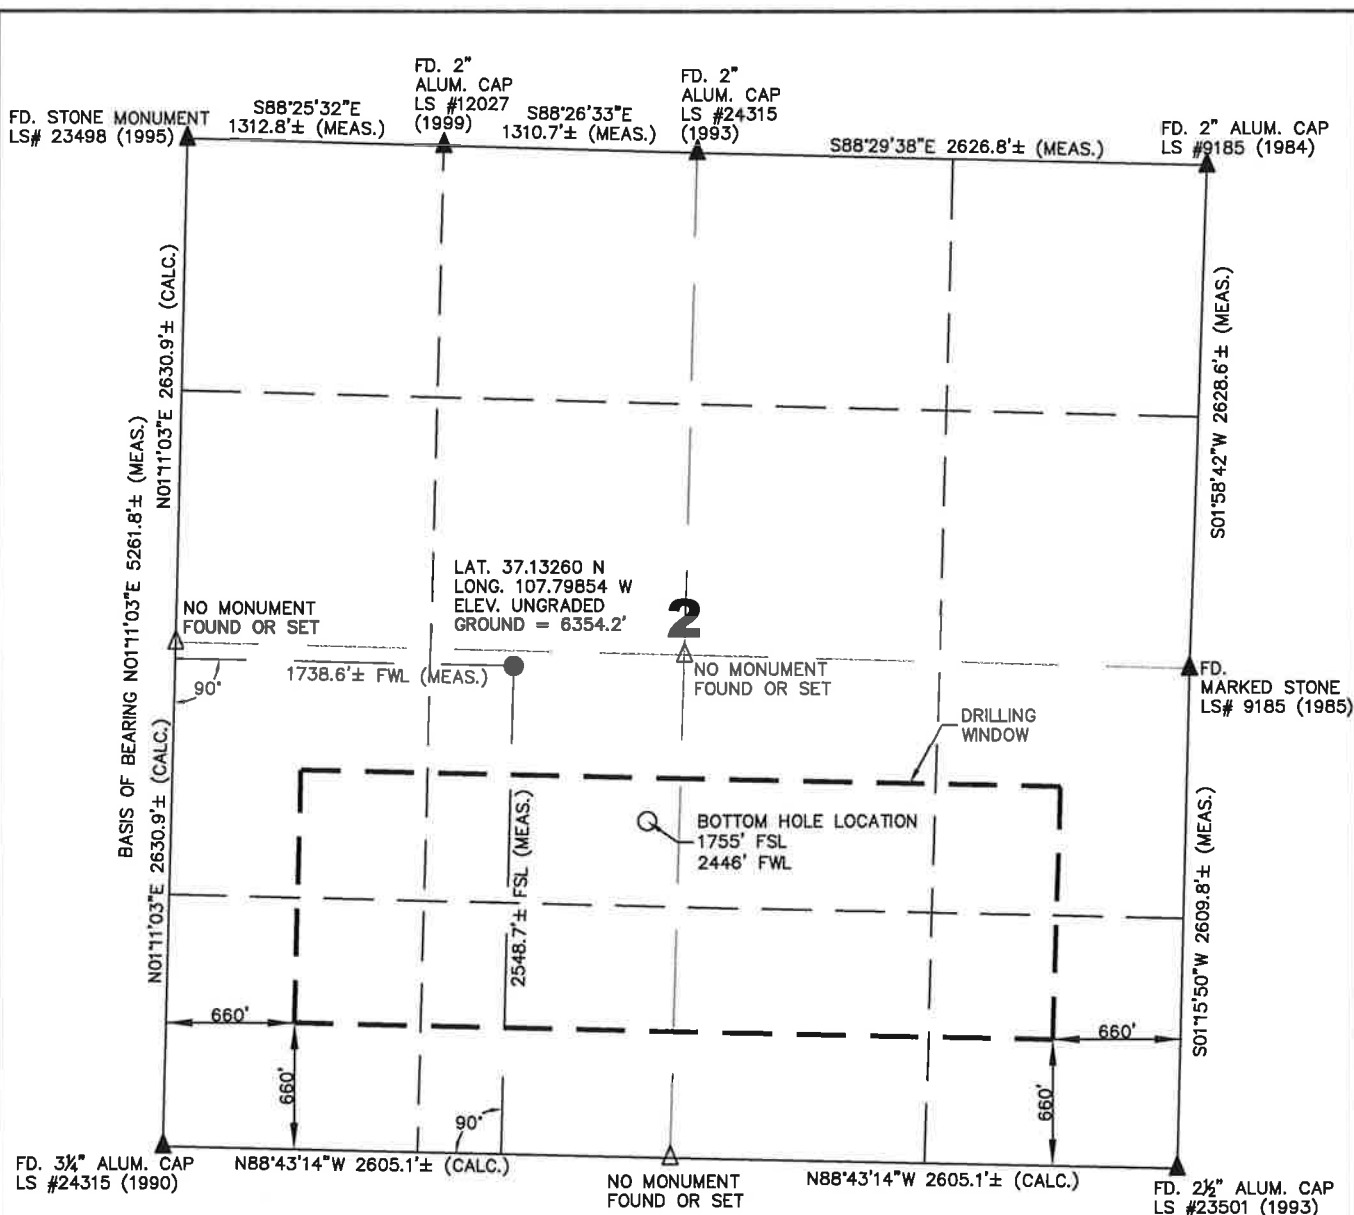 FD. STONE MONUMENT
LS# 23498 (1995)
S88°25'32"E
1312.8'± (MEAS.)
FD. 2"
ALUM. CAP
LS #12027
(1999)
S88°26'33"E
1310.7'± (MEAS.)
FD. 2"
ALUM. CAP
LS #24315
(1993)
S88°29'38"E 2626.8'± (MEAS.)
FD. 2" ALUM. CAP
LS #9185 (1984)
N01°11'03"E 2630.9'± (CALC.)
S01°58'42"W 2628.6'± (MEAS.)
BASIS OF BEARING N01°11'03"E 5261.8'± (MEAS.)
LAT. 37.13260 N
LONG. 107.79854 W
ELEV. UNGRADED
GROUND = 6354.2'
2
NO MONUMENT
FOUND OR SET
1738.6'± FWL (MEAS.)
90°
NO MONUMENT
FOUND OR SET
FD.
MARKED STONE
LS# 9185 (1985)
DRILLING
WINDOW
N01°11'03"E 2630.9'± (CALC.)
2548.7'± FSL (MEAS.)
BOTTOM HOLE LOCATION
1755' FSL
2446' FWL
S01°15'50"W 2609.8'± (MEAS.)
660'
660'
660'
660'
90°
FD. 3¼" ALUM. CAP
LS #24315 (1990)
N88°43'14"W 2605.1'± (CALC.)
NO MONUMENT
FOUND OR SET
N88°43'14"W 2605.1'± (CALC.)
FD. 2½" ALUM. CAP
LS #23501 (1993)